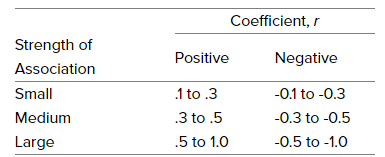 Coefficient, r
Strength of
Association
Positive Negative
Small .1 to .3 -0.1 to -0.3
Medium .3 to .5 -0.3 to -0.5
Large .5 to 1.0 -0.5 to -1.0